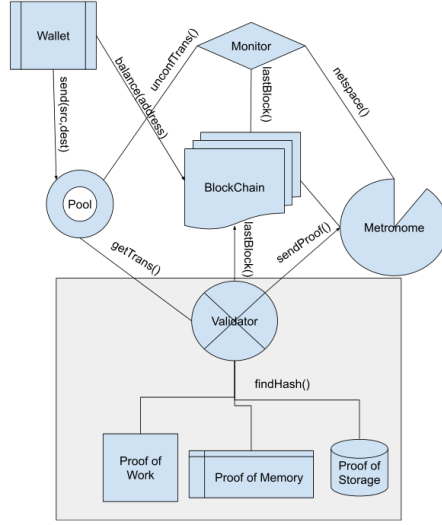 Wallet
Monitor
send(src,dest)
balance(address)
unconfTrans()
lastBlock()
netspace()
Pool
BlockChain
Metronome
getTrans()
lastBlock()
sendProof()
Validator
findHash()
Proof of
Work
Proof of Memory
Proof of
Storage